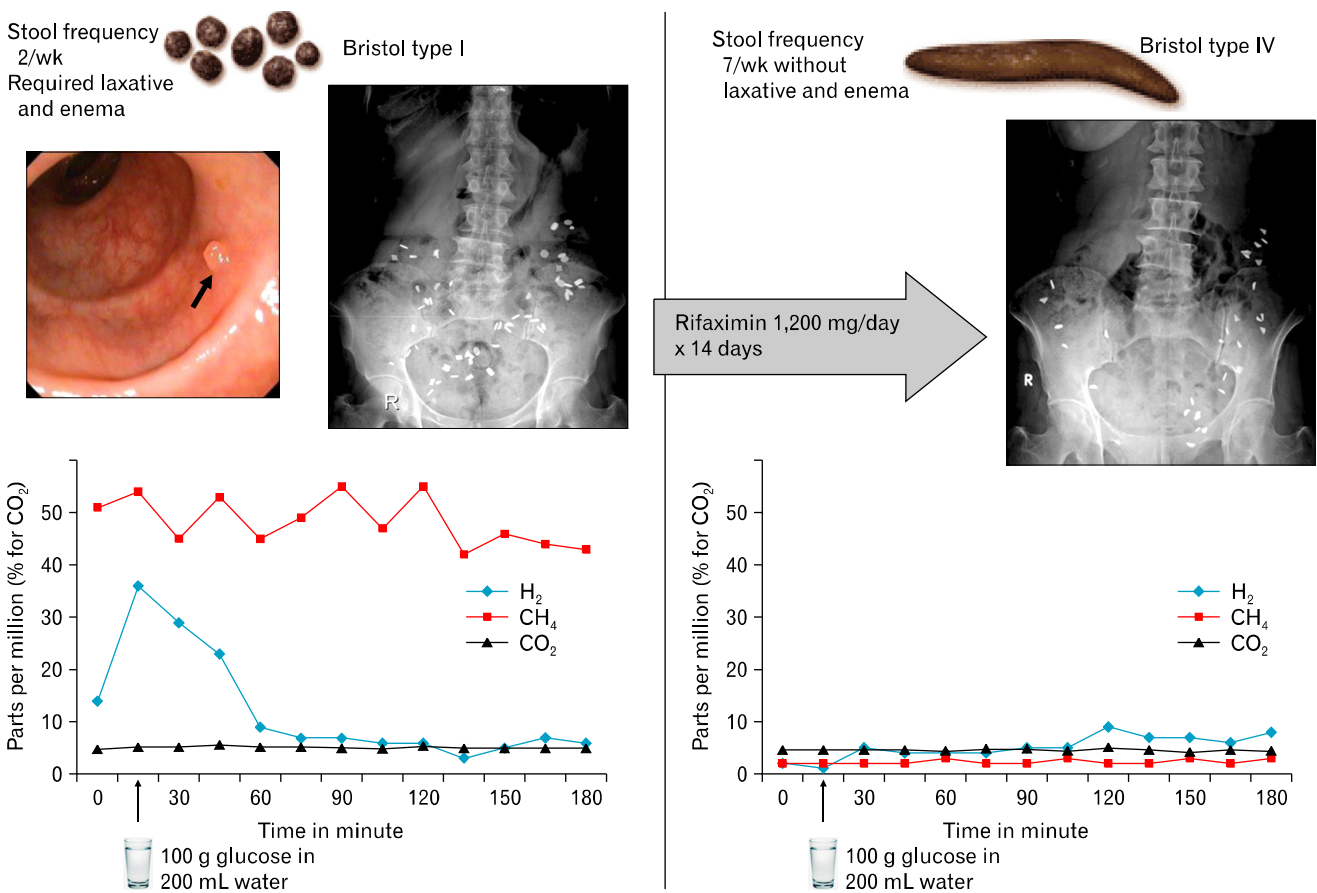 Stool frequency
2/wk
Required laxative
and enema
Bristol type I
Stool frequency
7/wk without
laxative and enema
Bristol type IV
R
Rifaximin 1,200 mg/day
x 14 days
R
Parts per million (% for CO₂)
50
40
30
20
10
0
H₂
CH₄
CO₂
0 30 60 90 120 150 180
Time in minute
100 g glucose in
200 mL water
Parts per million (% for CO₂)
50
40
30
20
10
0
H₂
CH₄
CO₂
0 30 60 90 120 150 180
Time in minute
100 g glucose in
200 mL water